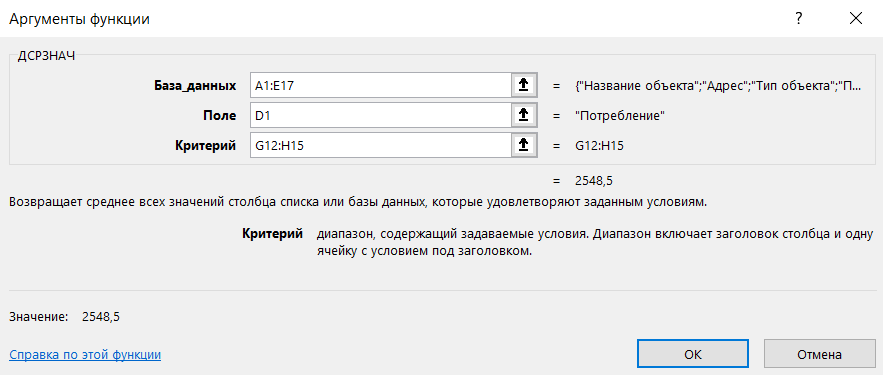 Аргументы функции ?
ДСРЗНАЧ
База_данных A1:E17 = {"Название объекта";"Адрес";"Тип объекта";"П...
Поле D1 = "Потребление"
Критерий G12:H15 = G12:H15
= 2548,5
Возвращает среднее всех значений столбца списка или базы данных, которые удовлетворяют заданным условиям.
Критерий диапазон, содержащий задаваемые условия. Диапазон включает заголовок столбца и одну
ячейку с условием под заголовком.
Значение: 2548,5
Справка по этой функции ОК Отмена